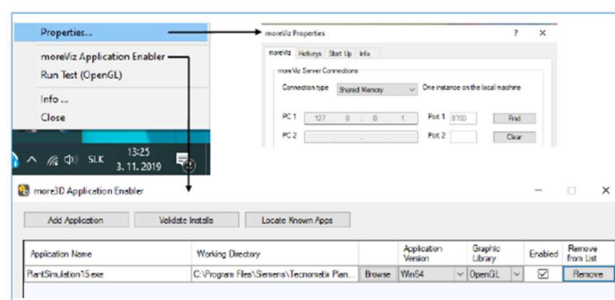 Properties...
moreViz Application Enabler
Run Test (OpenGL)
Info ...
Close
SLK
13:25
3. 11. 2019
moreViz Properties
? ×
moreViz Hotkeys Start Up Info
moreViz Server Connections
Connection type Shared Memory One instance on the local machine
PC 1 127 . 0 . 0 . 1 Port 1 8700 Find
PC 2 . . . Port 2 Clear
more3D Application Enabler
Add Application Validate Installs Locate Known Apps
Application Name Working Directory Application Version Graphic Library Enabled Remove from List
PlantSimulation15.exe C:\Program Files\Siemens\Tecnomatix Plan... Browse Win64 OpenGL Remove